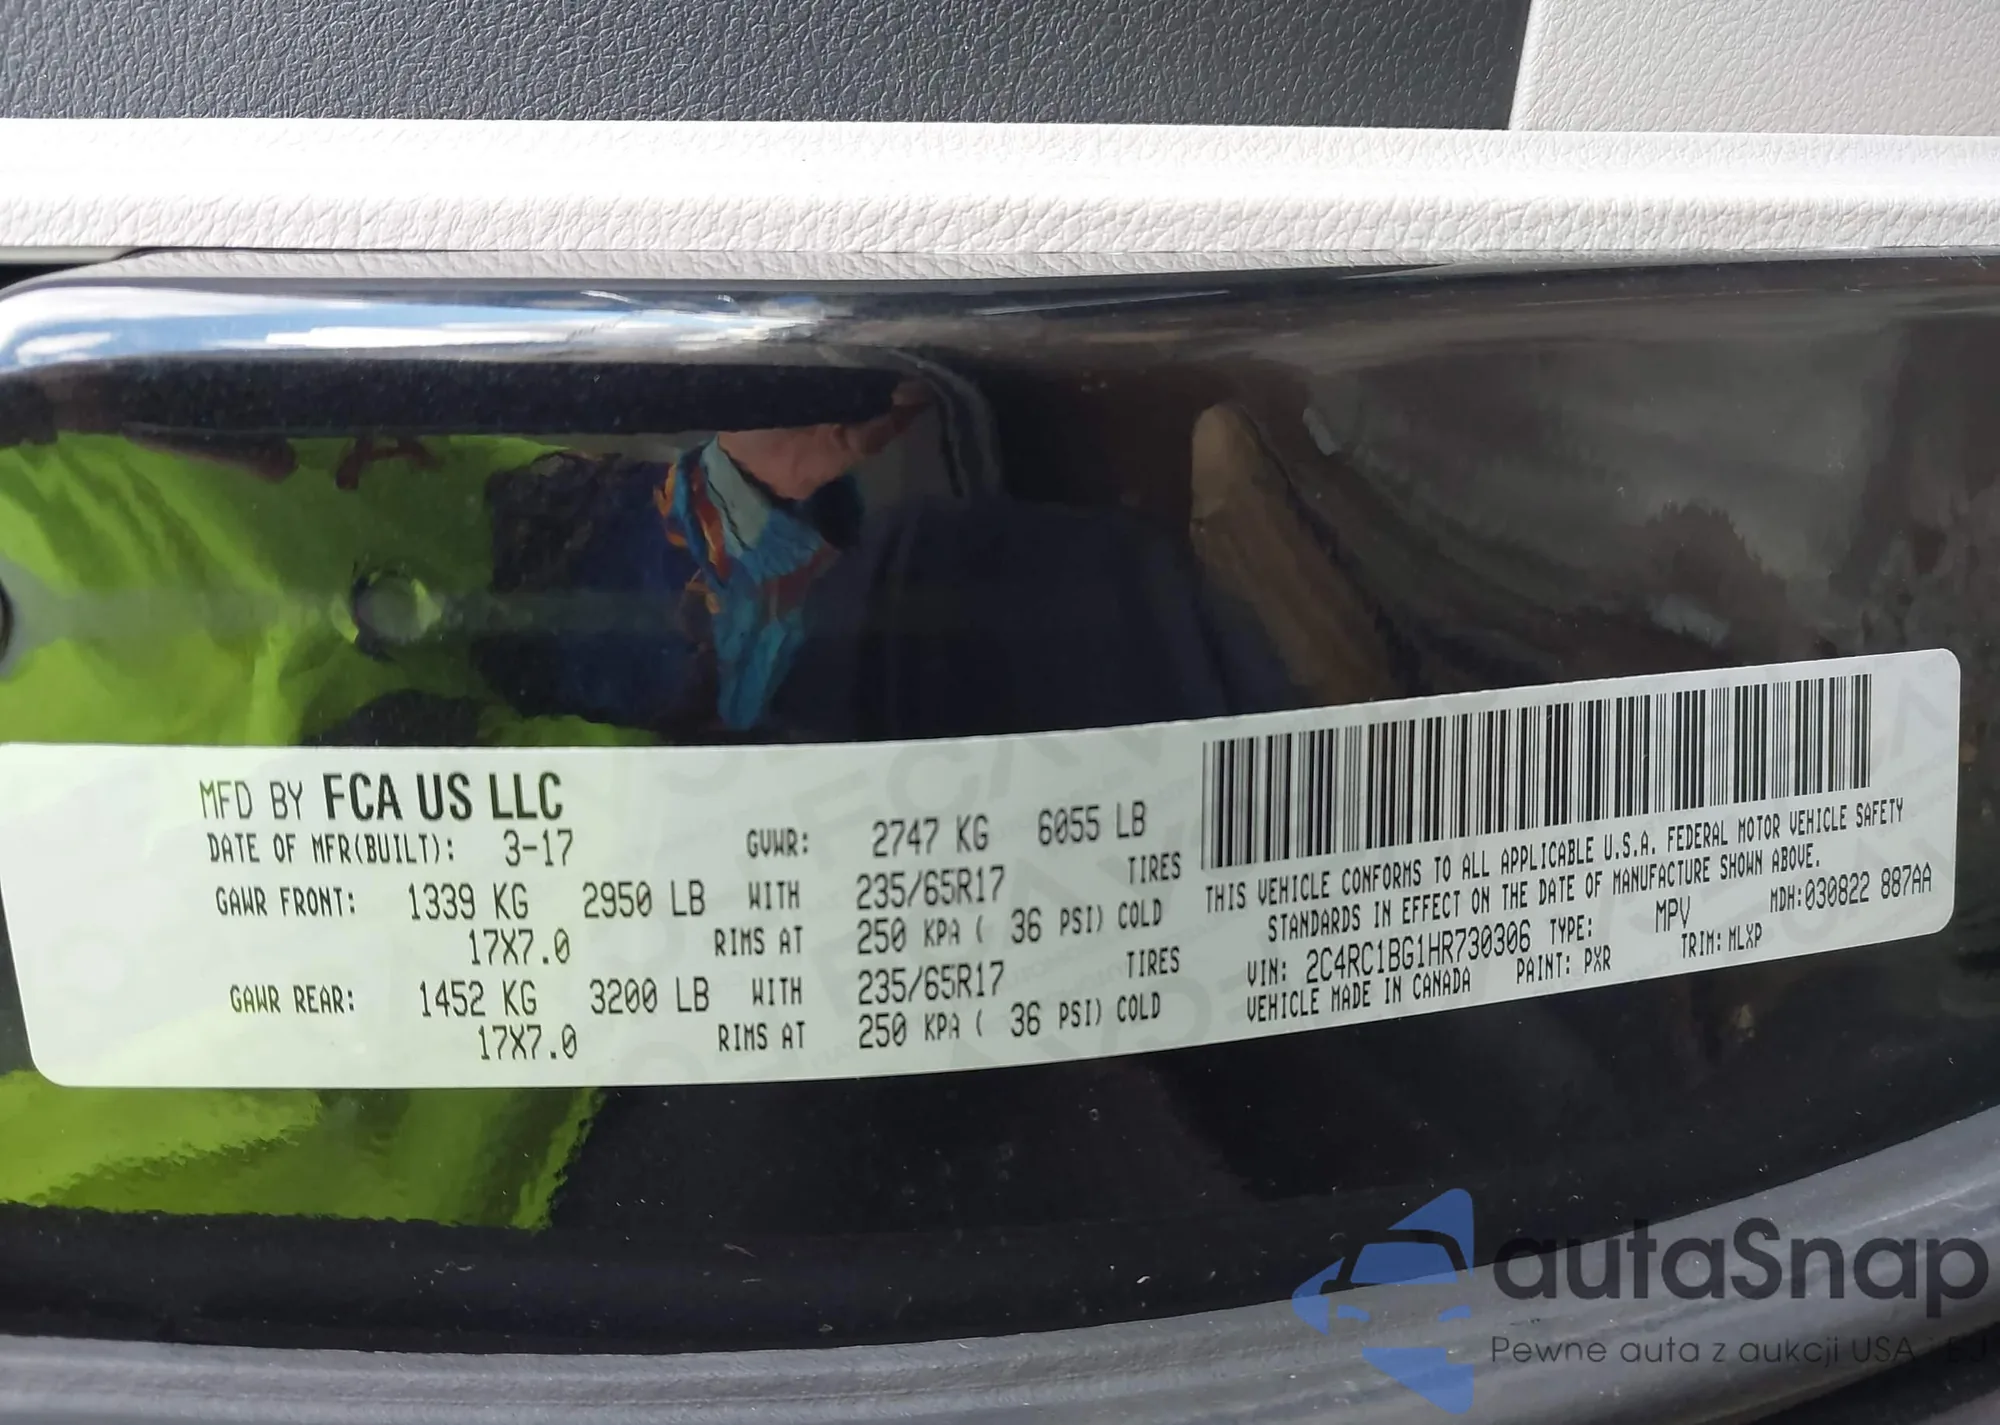 MFD BY FCA US LLC
DATE OF MFR(BUILT): 3-17 GVWR: 2747 KG 6055 LB
GAWR FRONT: 1339 KG 2950 LB WITH 235/65R17 TIRES
17X7.0 RIMS AT 250 KPA ( 36 PSI) COLD
GAWR REAR: 1452 KG 3200 LB WITH 235/65R17 TIRES
17X7.0 RIMS AT 250 KPA ( 36 PSI) COLD
THIS VEHICLE CONFORMS TO ALL APPLICABLE U.S.A. FEDERAL MOTOR VEHICLE SAFETY
STANDARDS IN EFFECT ON THE DATE OF MANUFACTURE SHOWN ABOVE.
MDH:030822 887AA
VIN: 2C4RC1BG1HR730306 TYPE: MPV
VEHICLE MADE IN CANADA PAINT: PXR TRIM: MLXP
autaSnap
Pewne auta z aukcji USA